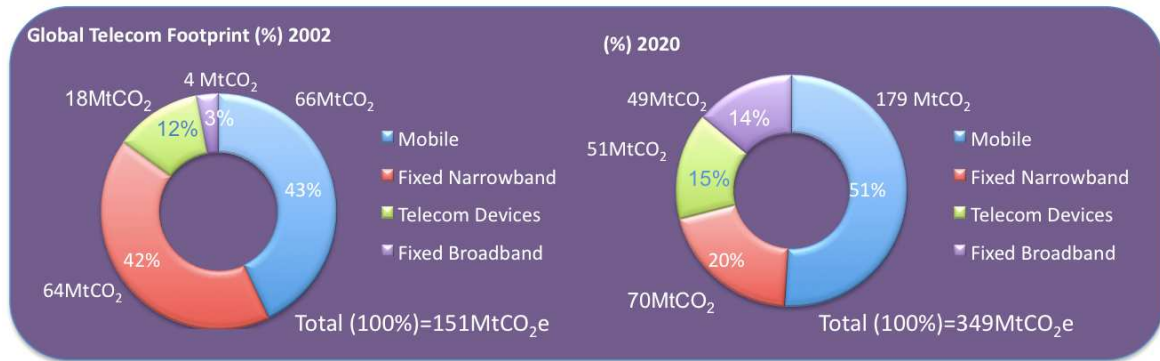 Global Telecom Footprint (%) 2002
4 MtCO₂
18MtCO₂
66MtCO₂
3%
12%
43%
42%
64MtCO₂
Mobile
Fixed Narrowband
Telecom Devices
Fixed Broadband
Total (100%)=151MtCO₂e
(%) 2020
49MtCO₂
179 MtCO₂
14%
51MtCO₂
15%
51%
20%
70MtCO₂
Mobile
Fixed Narrowband
Telecom Devices
Fixed Broadband
Total (100%)=349MtCO₂e